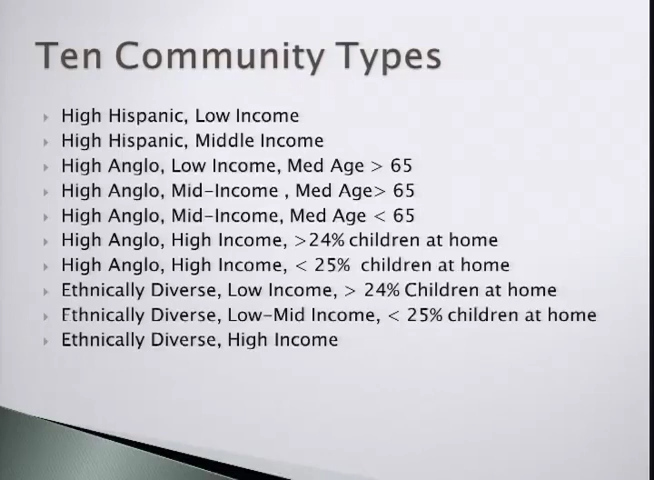 Ten Community Types
High Hispanic, Low Income
High Hispanic, Middle Income
High Anglo, Low Income, Med Age > 65
High Anglo, Mid-Income , Med Age> 65
High Anglo, Mid-Income, Med Age < 65
High Anglo, High Income, >24% children at home
High Anglo, High Income, < 25% children at home
Ethnically Diverse, Low Income, > 24% Children at home
Ethnically Diverse, Low-Mid Income, < 25% children at home
Ethnically Diverse, High Income